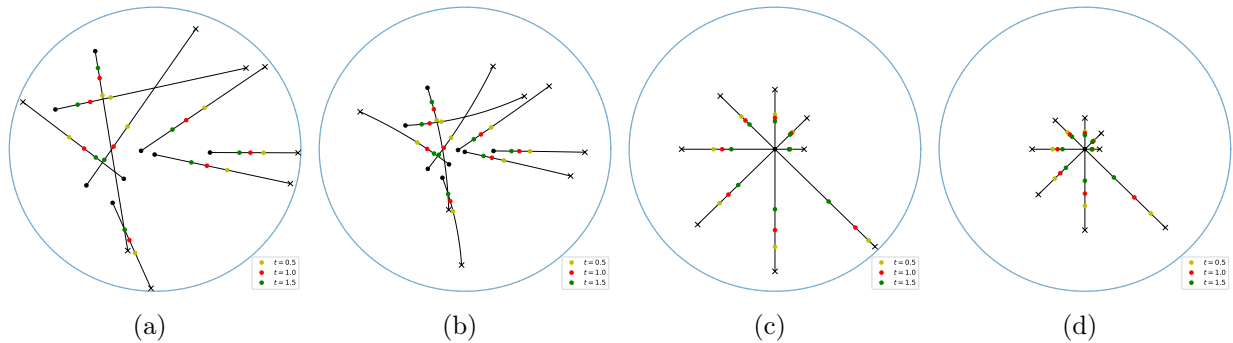 t = 0.5
t = 1.0
t = 1.5
t = 0.5
t = 1.0
t = 1.5
t = 0.5
t = 1.0
t = 1.5
t = 0.5
t = 1.0
t = 1.5
(a)
(b)
(c)
(d)